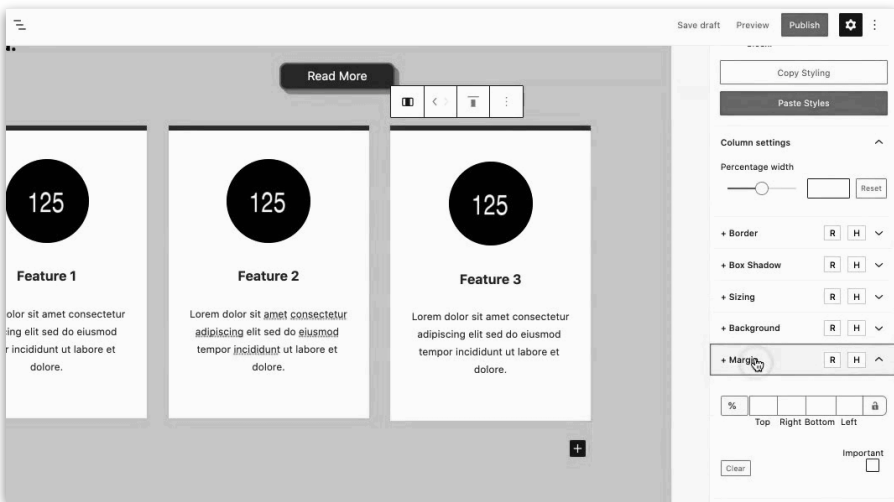 Save draft Preview Publish
Read More
Copy Styling
Paste Styles
Column settings
Percentage width
Reset
+ Border R H
+ Box Shadow R H
+ Sizing R H
+ Background R H
+ Margin R H
%
Top Right Bottom Left
Important
Clear
125
Feature 1
olor sit amet consectetur
ing elit sed do eiusmod
r incididunt ut labore et
dolore.
125
Feature 2
Lorem dolor sit amet consectetur
adipiscing elit sed do eiusmod
tempor incididunt ut labore et
dolore.
125
Feature 3
Lorem dolor sit amet consectetur
adipiscing elit sed do eiusmod
tempor incididunt ut labore et
dolore.